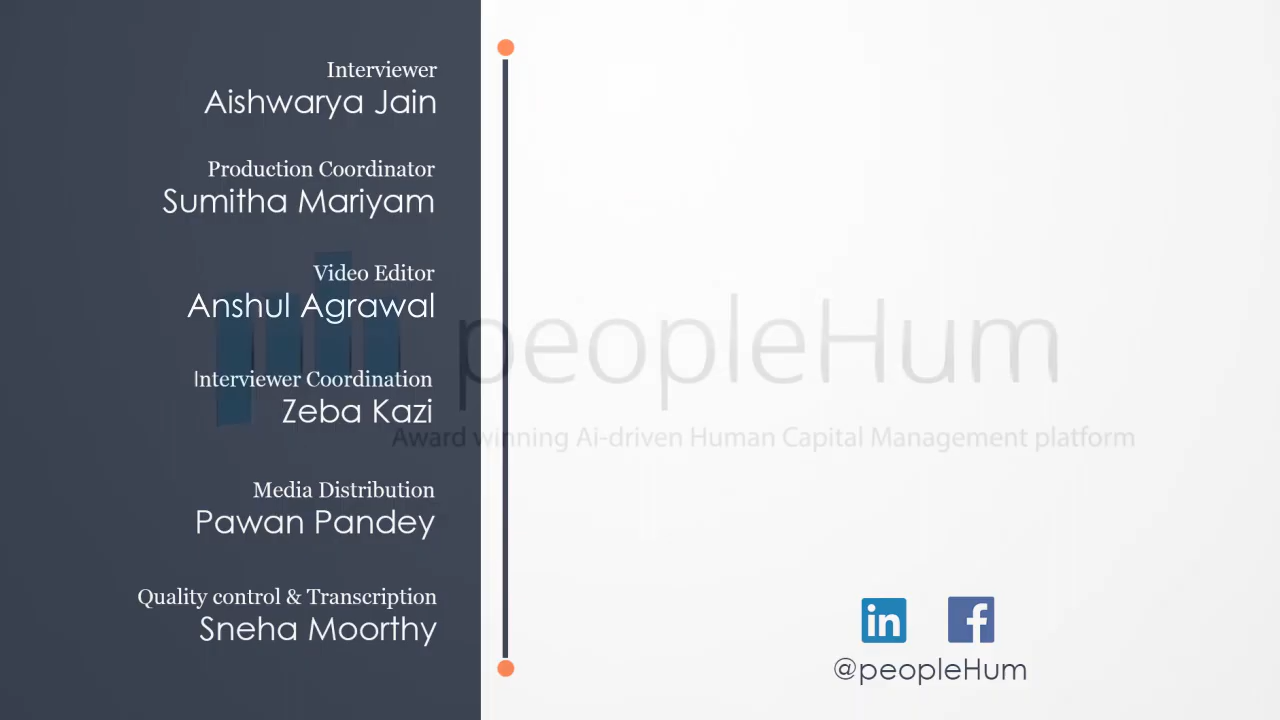 Interviewer
Aishwarya Jain
Production Coordinator
Sumitha Mariyam
Video Editor
Anshul Agrawal
Interviewer Coordination
Zeba Kazi
Media Distribution
Pawan Pandey
Quality control & Transcription
Sneha Moorthy
peopleHum
Award winning Ai-driven Human Capital Management platform
in f
@peopleHum